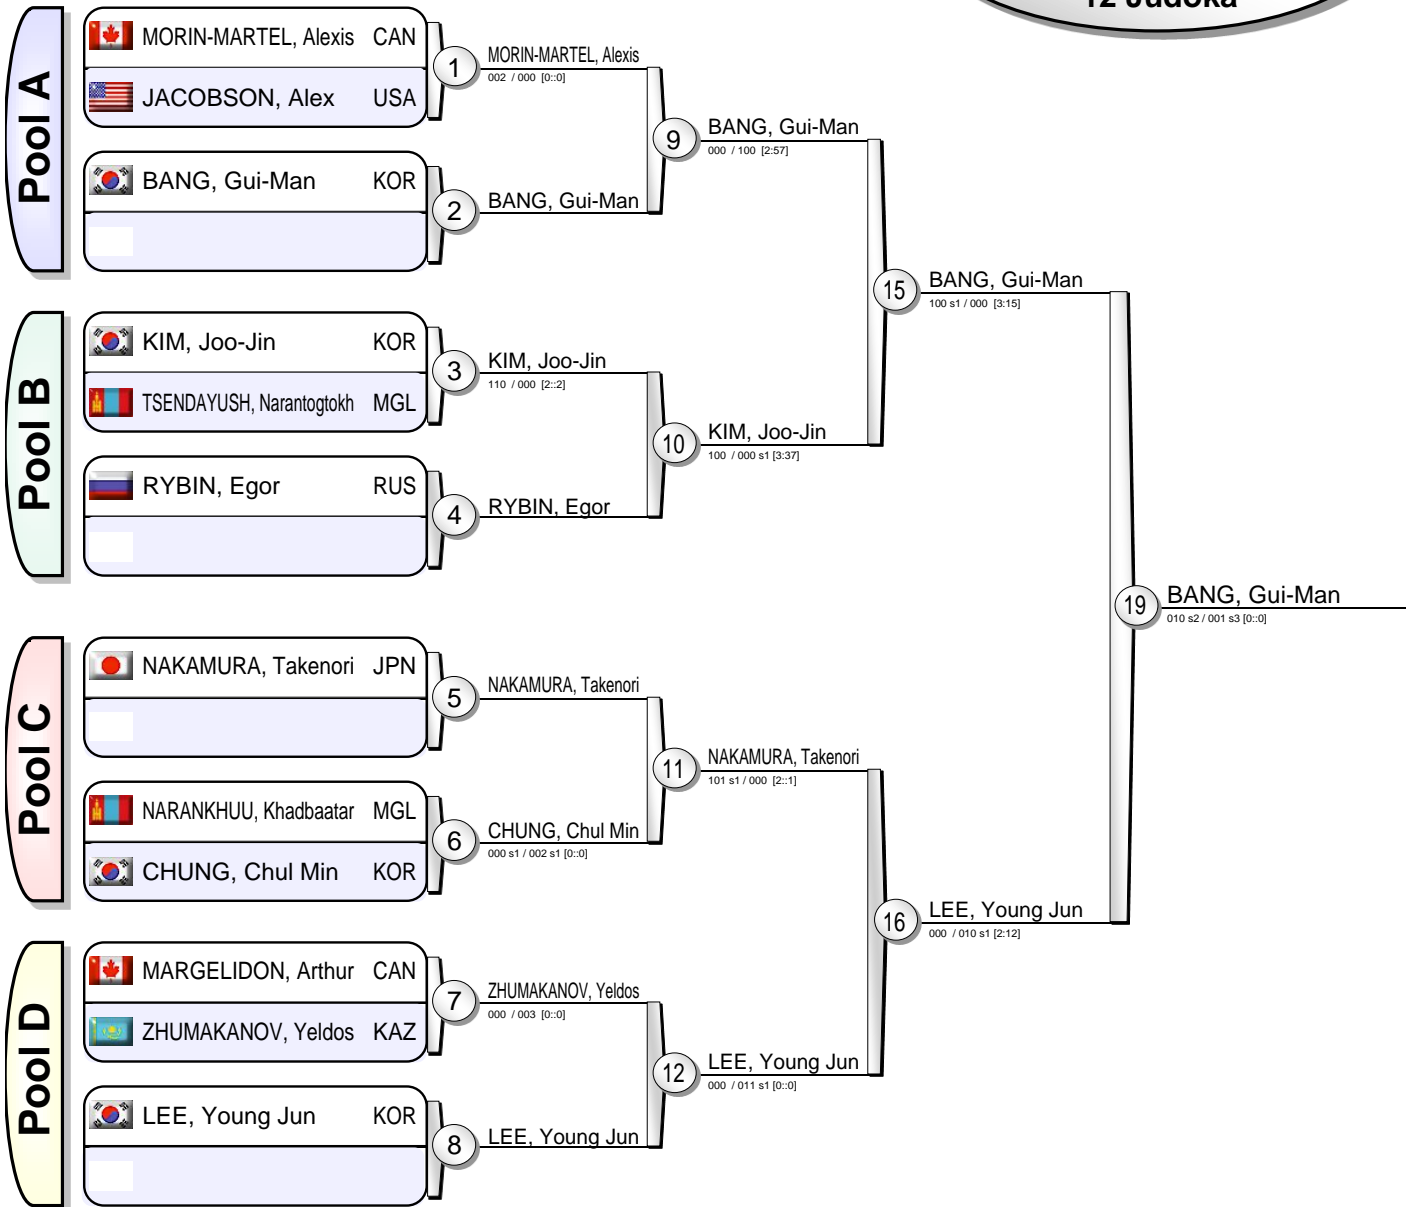 12 Judoka
Pool A
MORIN-MARTEL, Alexis CAN
JACOBSON, Alex USA
BANG, Gui-Man KOR
1
MORIN-MARTEL, Alexis
002 / 000 [0::0]
2
BANG, Gui-Man
9
BANG, Gui-Man
000 / 100 [2:57]
Pool B
KIM, Joo-Jin KOR
TSENDAYUSH, Narantogtokh MGL
RYBIN, Egor RUS
3
KIM, Joo-Jin
110 / 000 [2::2]
4
RYBIN, Egor
10
KIM, Joo-Jin
100 / 000 s1 [3:37]
15
BANG, Gui-Man
100 s1 / 000 [3:15]
Pool C
NAKAMURA, Takenori JPN
NARANKHUU, Khadbaatar MGL
CHUNG, Chul Min KOR
5
NAKAMURA, Takenori
6
CHUNG, Chul Min
000 s1 / 002 s1 [0::0]
11
NAKAMURA, Takenori
101 s1 / 000 [2::1]
Pool D
MARGELIDON, Arthur CAN
ZHUMAKANOV, Yeldos KAZ
LEE, Young Jun KOR
7
ZHUMAKANOV, Yeldos
000 / 003 [0::0]
8
LEE, Young Jun
12
LEE, Young Jun
000 / 011 s1 [0::0]
16
LEE, Young Jun
000 / 010 s1 [2:12]
19
BANG, Gui-Man
010 s2 / 001 s3 [0::0]